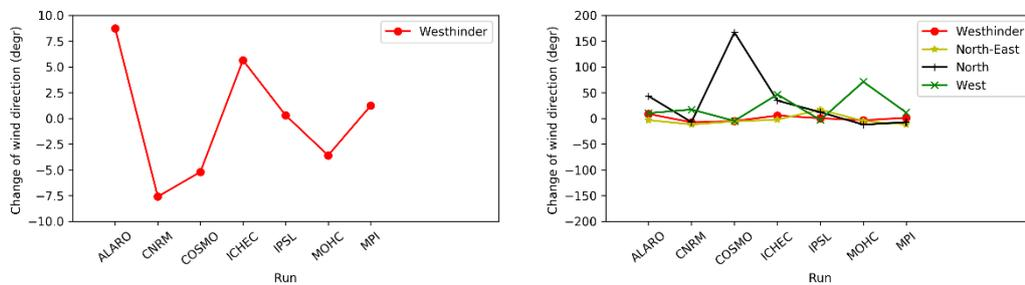 Change of wind direction (degr)
10.0
7.5
5.0
2.5
0.0
−2.5
−5.0
−7.5
−10.0
Westhinder
ALARO
CNRM
COSMO
ICHEC
IPSL
MOHC
MPI
Run
Change of wind direction (degr)
200
150
100
50
0
−50
−100
−150
−200
Westhinder
North-East
North
West
ALARO
CNRM
COSMO
ICHEC
IPSL
MOHC
MPI
Run